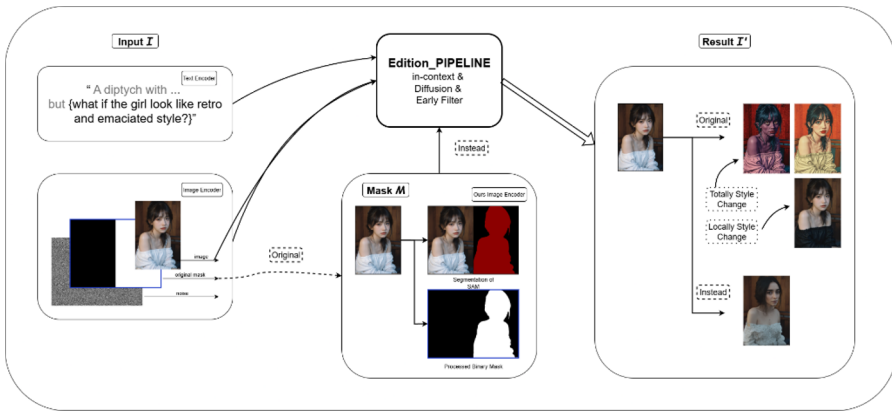 Input I
Text Encoder
" A diptych with ...
but {what if the girl look like retro
and emaciated style?}"
Image Encoder
image
original mask
noise
Original
Edition_PIPELINE
in-context &
Diffusion &
Early Filter
Instead
Mask M
Ours Image Encoder
Segmentation of
SAM
Processed Binary Mask
Result I'
Original
Totally Style
Change
Locally Style
Change
Instead